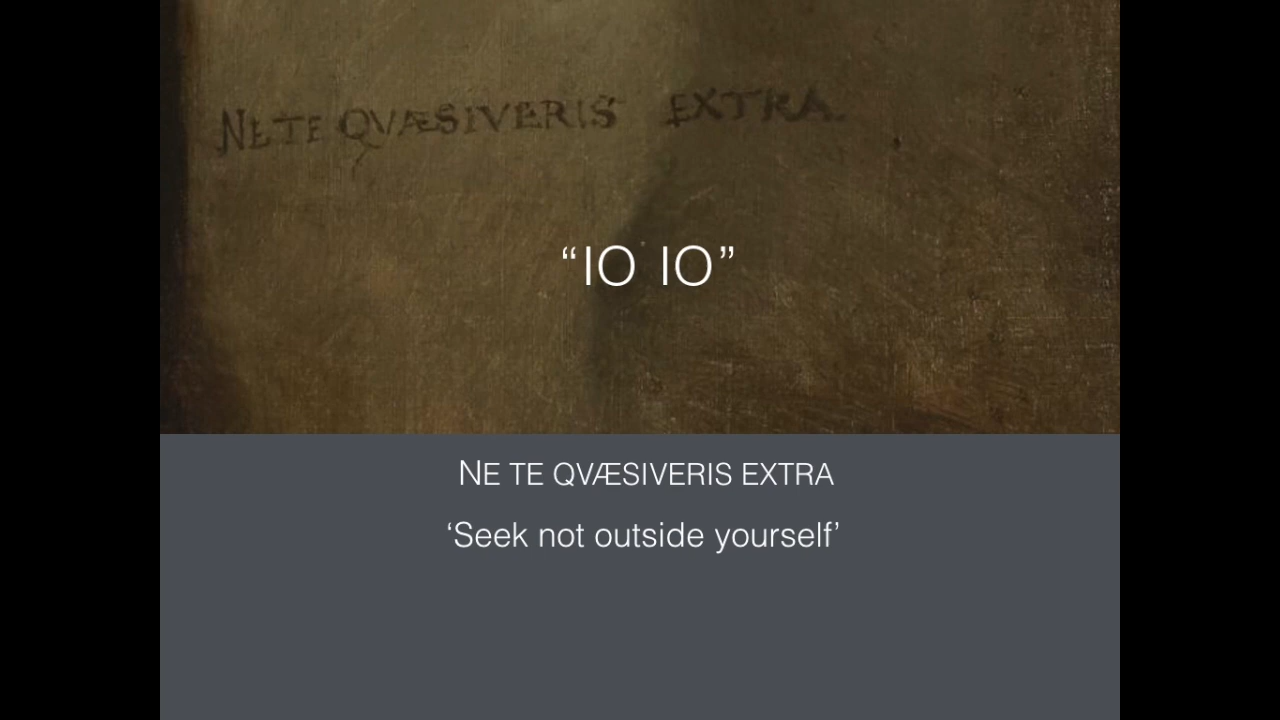 NE TE QVÆSIVERIS EXTRA.
“IO IO”
NE TE QVÆSIVERIS EXTRA
‘Seek not outside yourself’